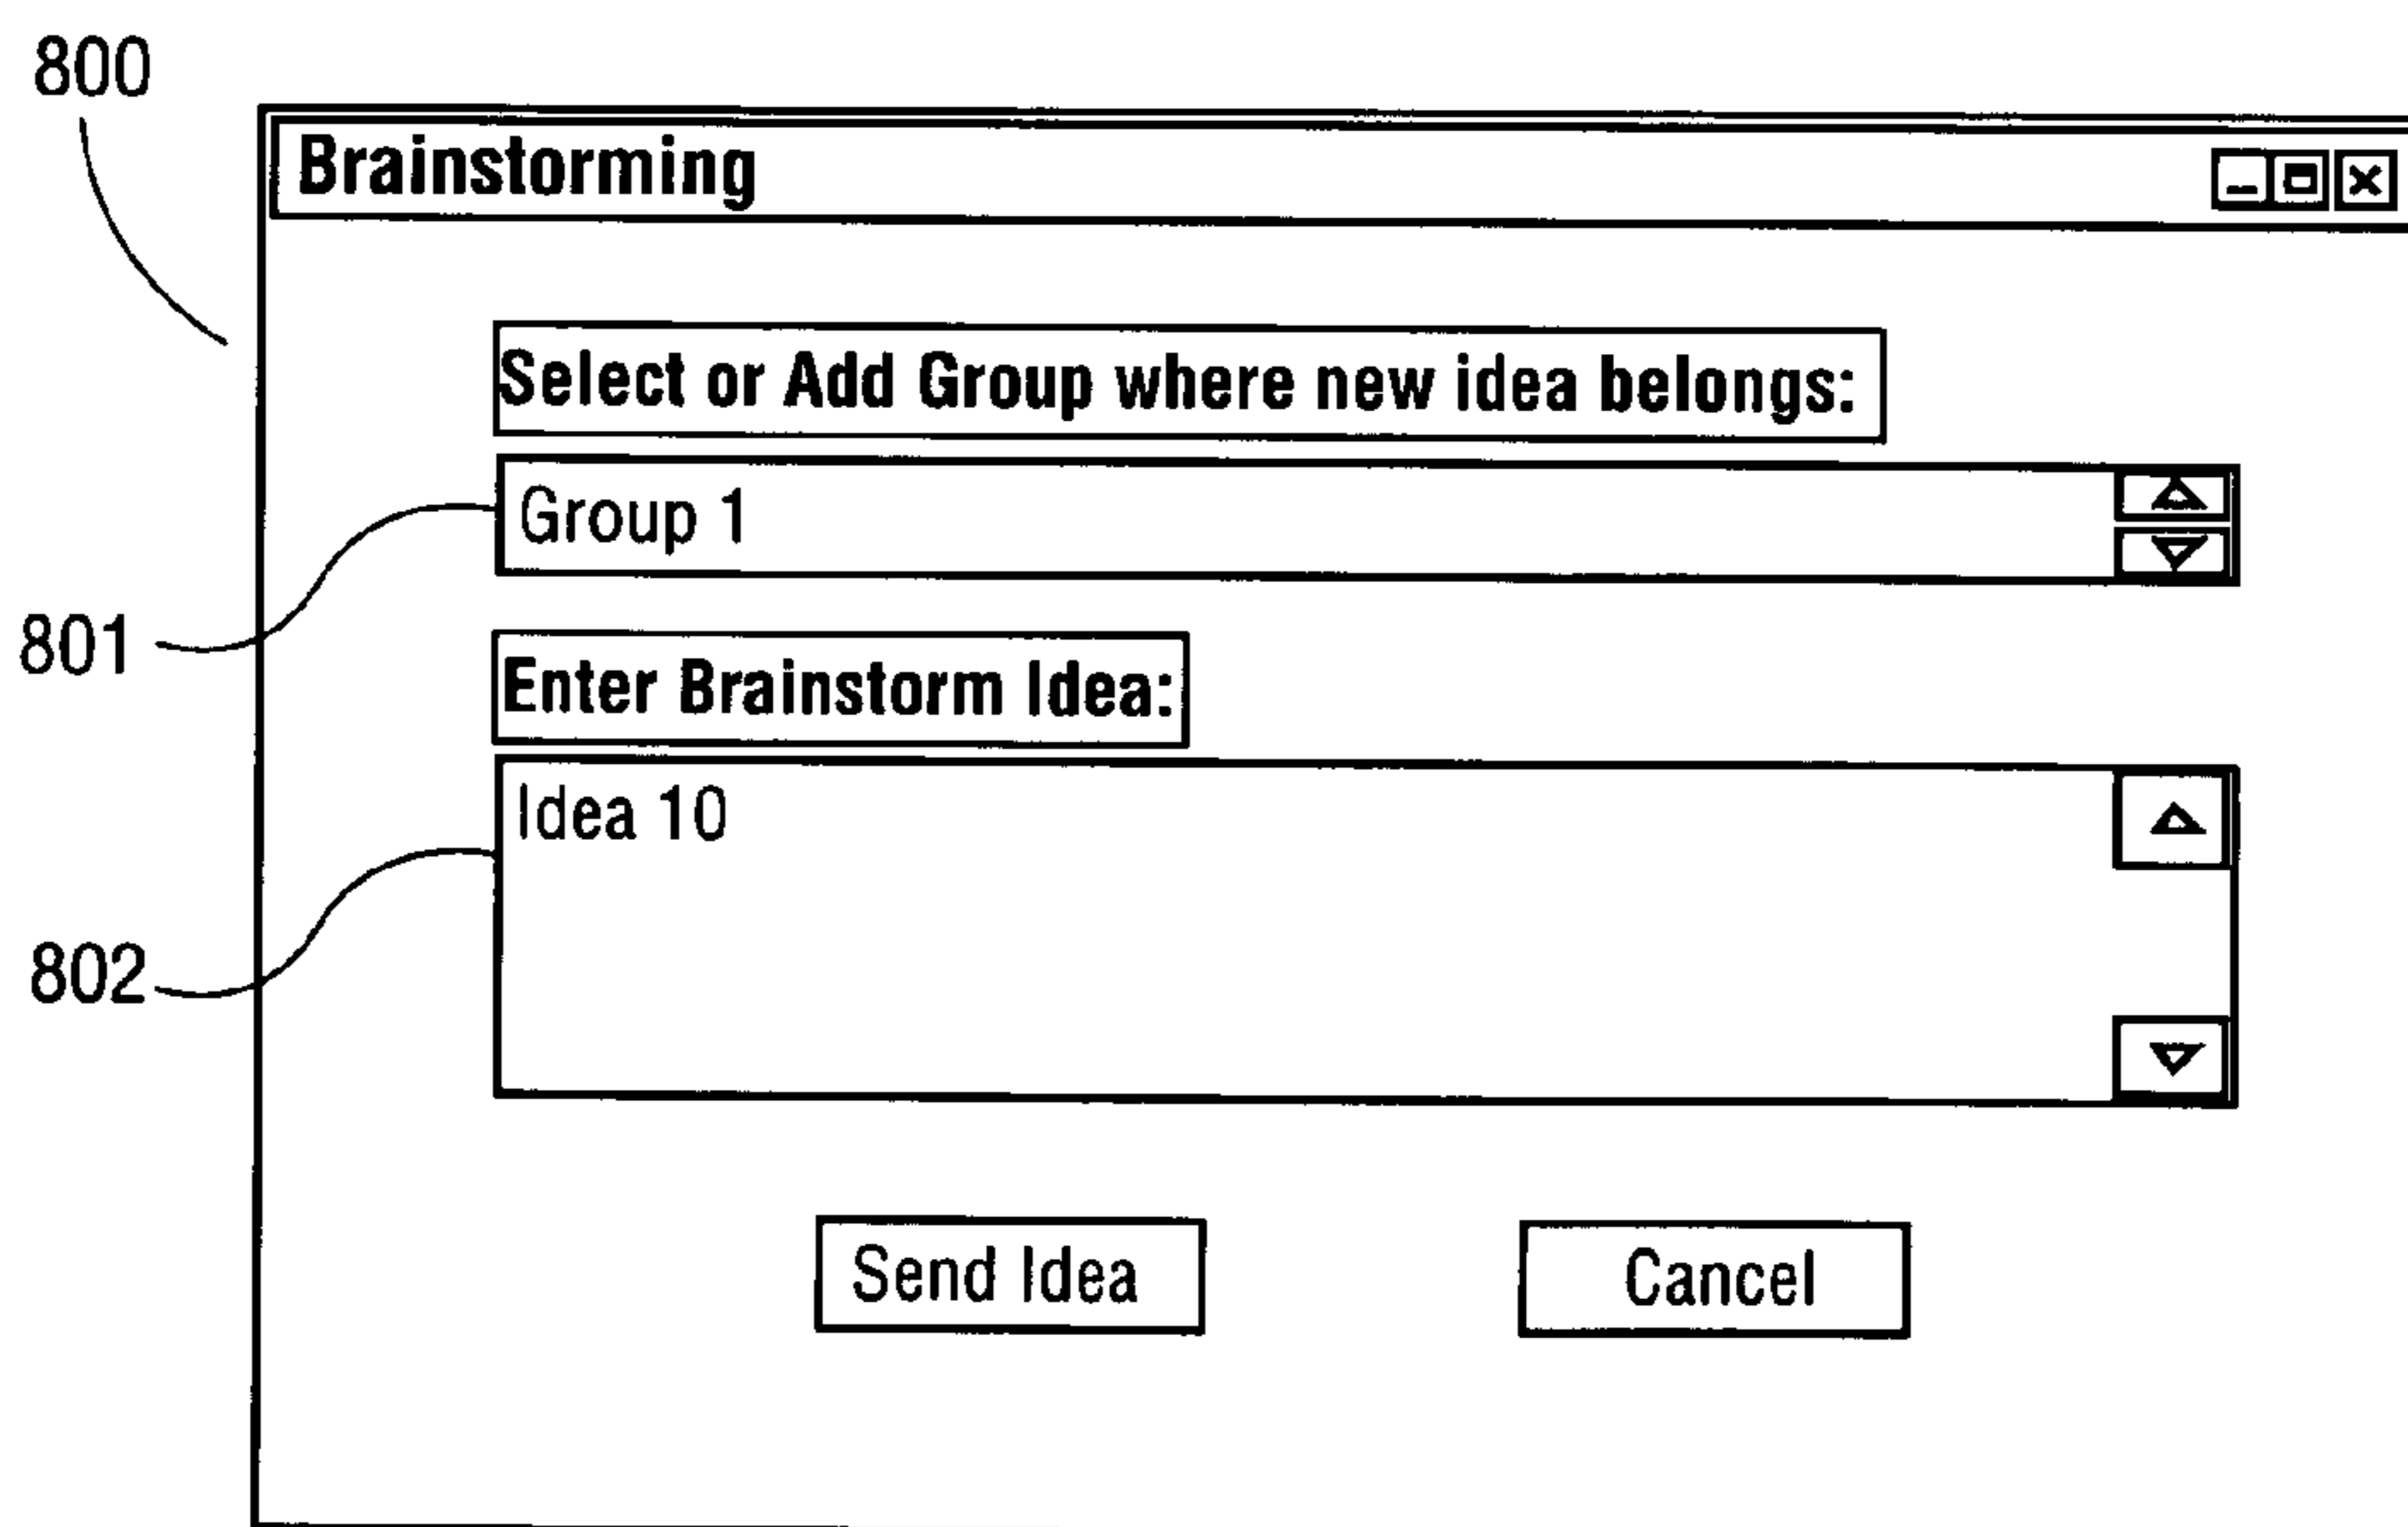 800
Brainstorming
Select or Add Group where new idea belongs:
Group 1
801
Enter Brainstorm Idea:
Idea 10
802
Send Idea Cancel